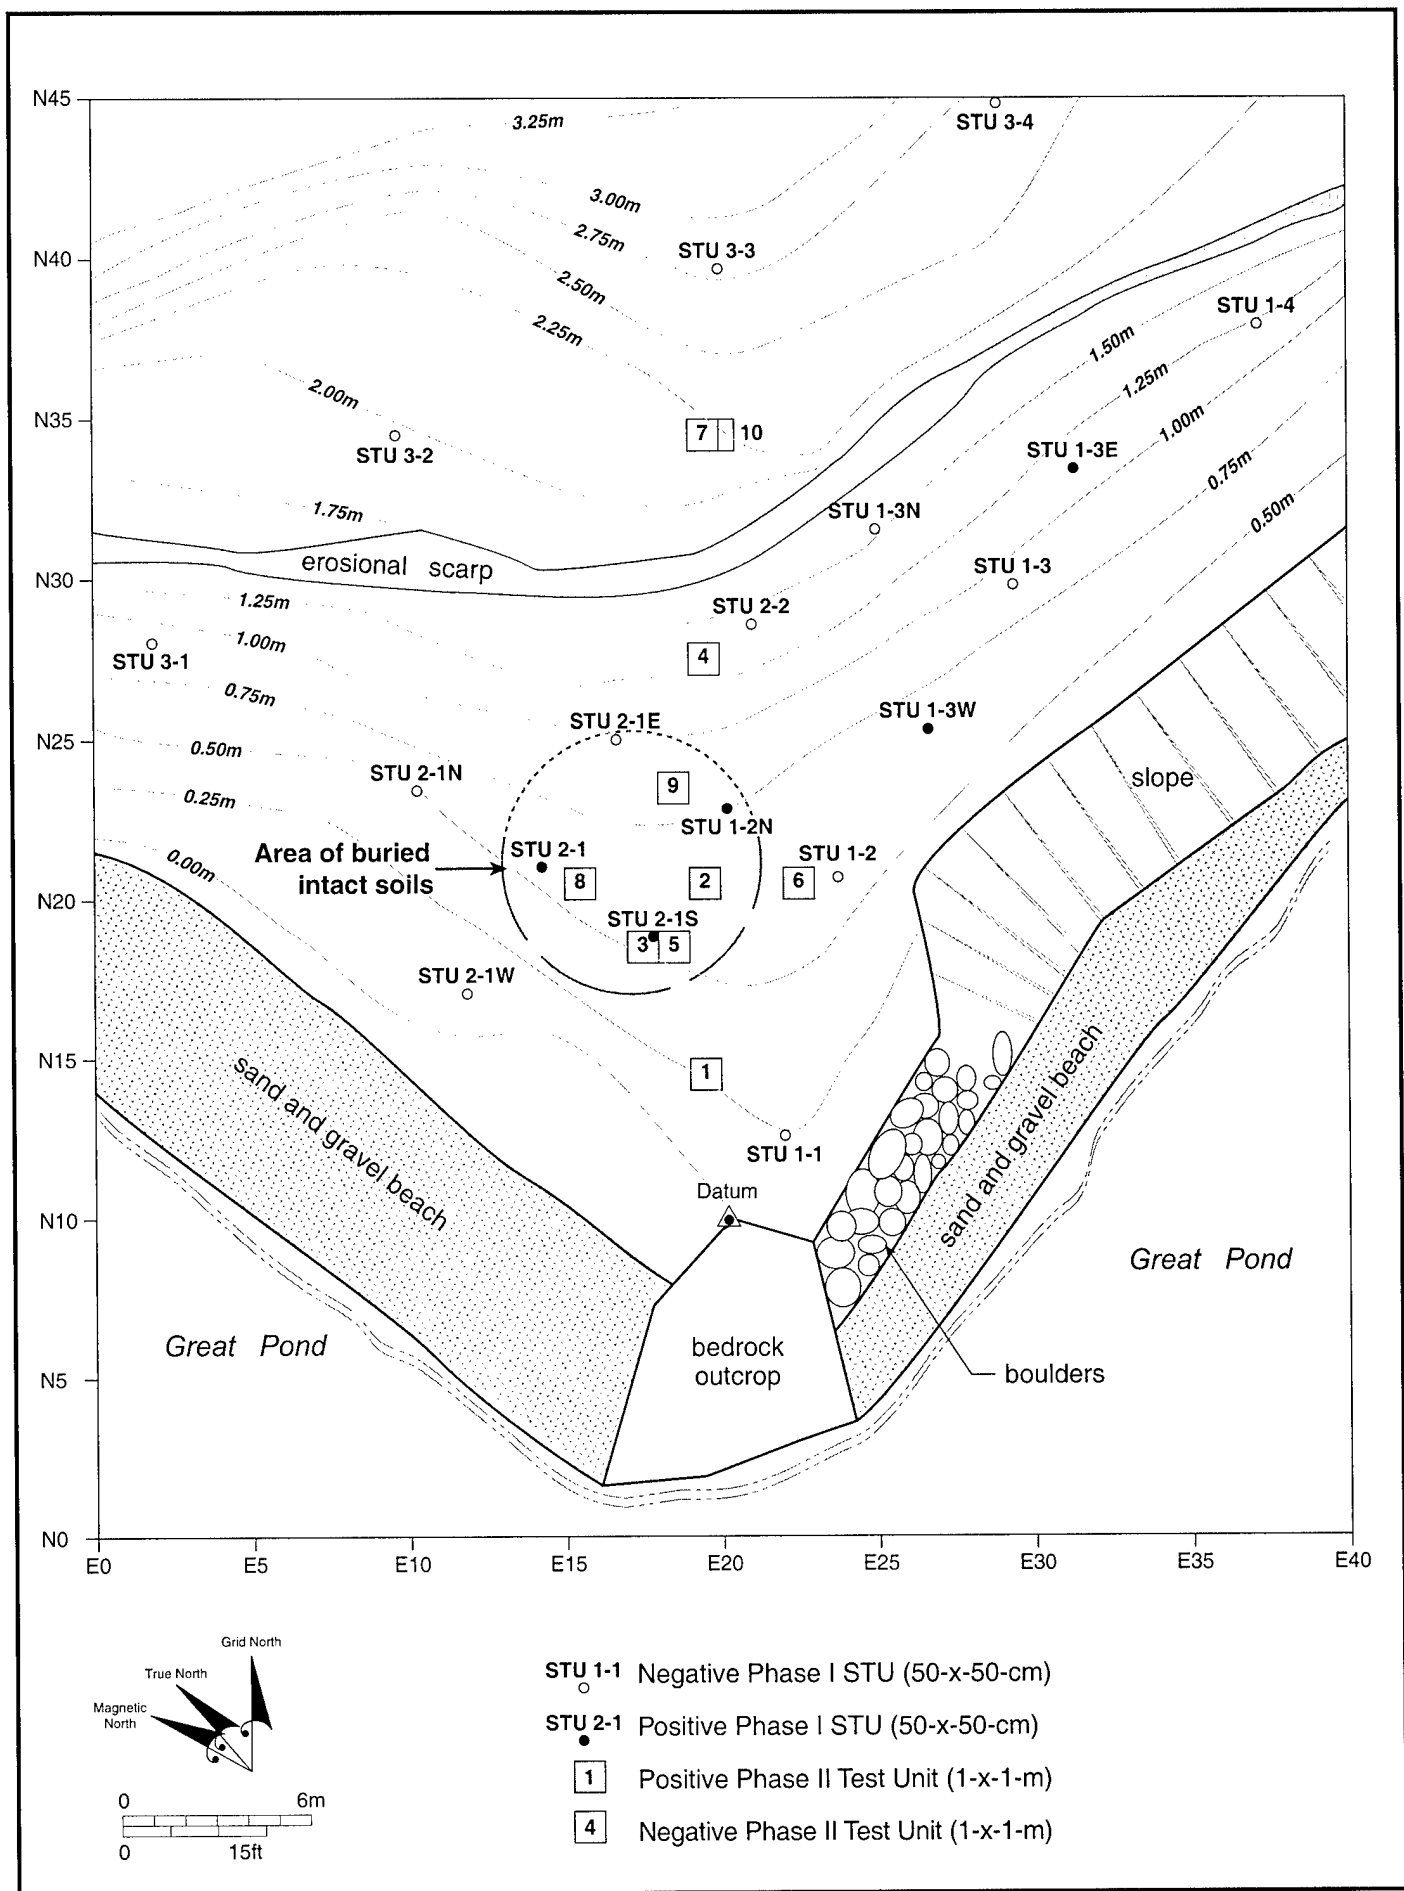 N45
3.25m
STU 3-4
3.00m
2.75m
STU 3-3
N40
2.50m
2.25m
STU 1-4
1.50m
1.25m
2.00m
1.00m
N35
7
10
STU 3-2
STU 1-3E
0.75m
1.75m
STU 1-3N
0.50m
erosional scarp
STU 1-3
N30
1.25m
STU 2-2
1.00m
STU 3-1
4
0.75m
STU 1-3W
STU 2-1E
N25
0.50m
STU 2-1N
9
slope
0.25m
STU 1-2N
Area of buried
intact soils
STU 2-1
STU 1-2
0.00m
8
2
6
N20
STU 2-1S
3
5
STU 2-1W
N15
1
sand and gravel beach
sand and gravel beach
STU 1-1
Datum
N10
Great Pond
Great Pond
bedrock
outcrop
boulders
N5
N0
E0
E5
E10
E15
E20
E25
E30
E35
E40
Grid North
True North
Magnetic
North
0
6m
0
15ft
STU 1-1 Negative Phase I STU (50-x-50-cm)
STU 2-1 Positive Phase I STU (50-x-50-cm)
1 Positive Phase II Test Unit (1-x-1-m)
4 Negative Phase II Test Unit (1-x-1-m)